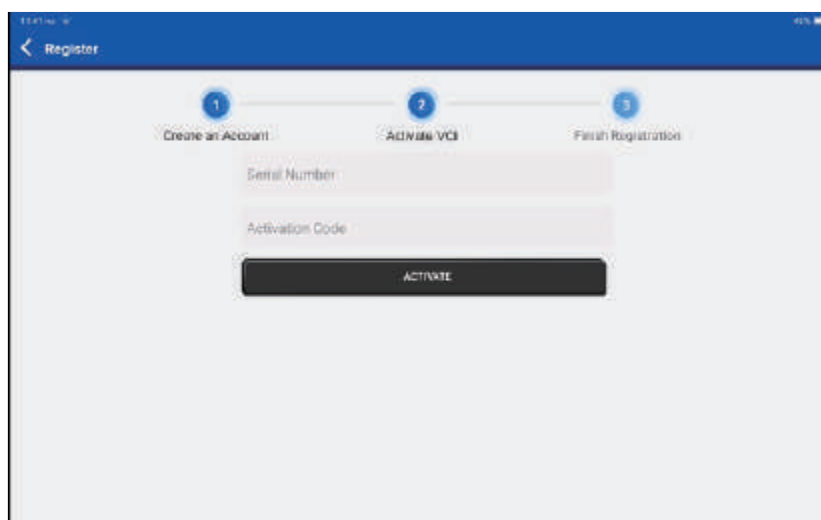 Register
1
2
3
Create an Account
Activate VCI
Finish Registration
Serial Number
Activation Code
ACTIVATE